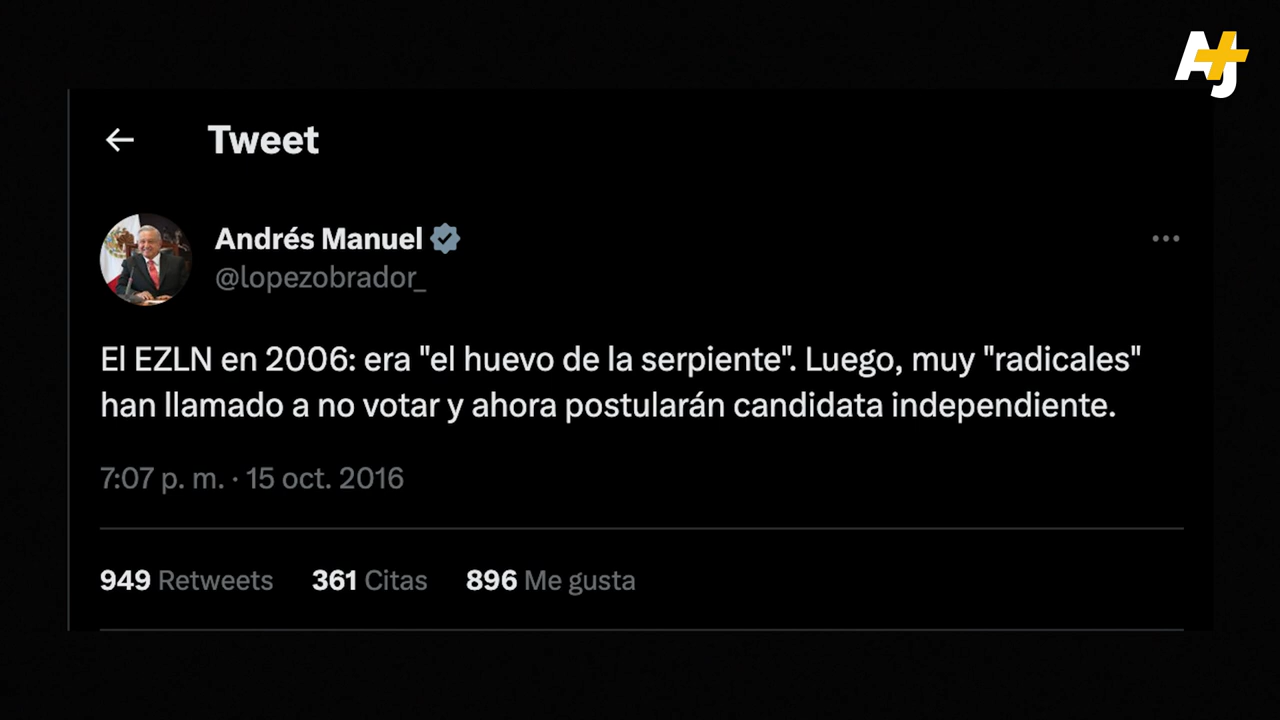 AJ+
Tweet
Andrés Manuel
@lopezobrador_
El EZLN en 2006: era "el huevo de la serpiente". Luego, muy "radicales"
han llamado a no votar y ahora postularán candidata independiente.
7:07 p. m. · 15 oct. 2016
949 Retweets 361 Citas 896 Me gusta